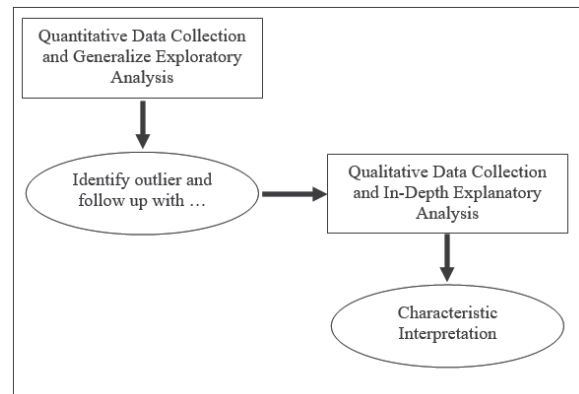 Quantitative Data Collection
and Generalize Exploratory
Analysis
Identify outlier and
follow up with …
Qualitative Data Collection
and In-Depth Explanatory
Analysis
Characteristic
Interpretation